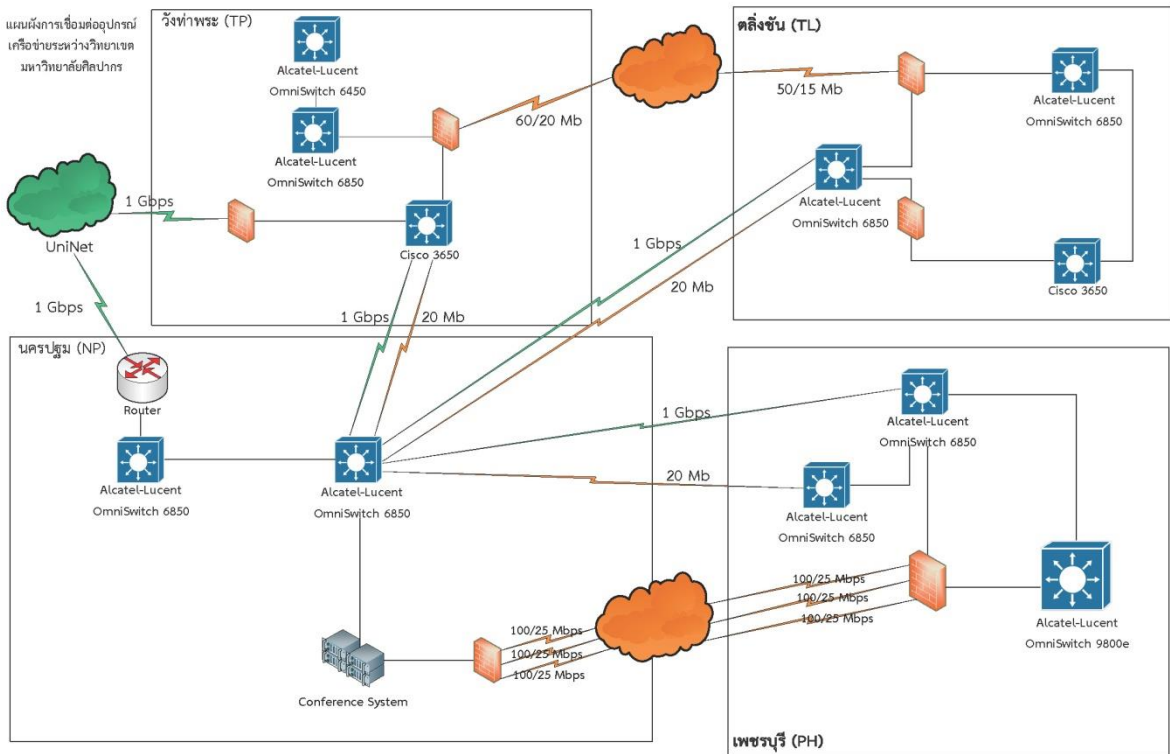 แผนผังการเชื่อมต่ออุปกรณ์
เครือข่ายระหว่างวิทยาเขต
มหาวิทยาลัยศิลปากร
วังท่าพระ (TP)
Alcatel-Lucent
OmniSwitch 6450
Alcatel-Lucent
OmniSwitch 6850
60/20 Mb
1 Gbps
UniNet
Cisco 3650
1 Gbps
1 Gbps
20 Mb
ตลิ่งชัน (TL)
50/15 Mb
Alcatel-Lucent
OmniSwitch 6850
Alcatel-Lucent
OmniSwitch 6850
Cisco 3650
1 Gbps
20 Mb
นครปฐม (NP)
Router
Alcatel-Lucent
OmniSwitch 6850
Alcatel-Lucent
OmniSwitch 6850
Conference System
100/25 Mbps
100/25 Mbps
100/25 Mbps
1 Gbps
20 Mb
Alcatel-Lucent
OmniSwitch 6850
Alcatel-Lucent
OmniSwitch 6850
100/25 Mbps
100/25 Mbps
100/25 Mbps
Alcatel-Lucent
OmniSwitch 9800e
เพชรบุรี (PH)